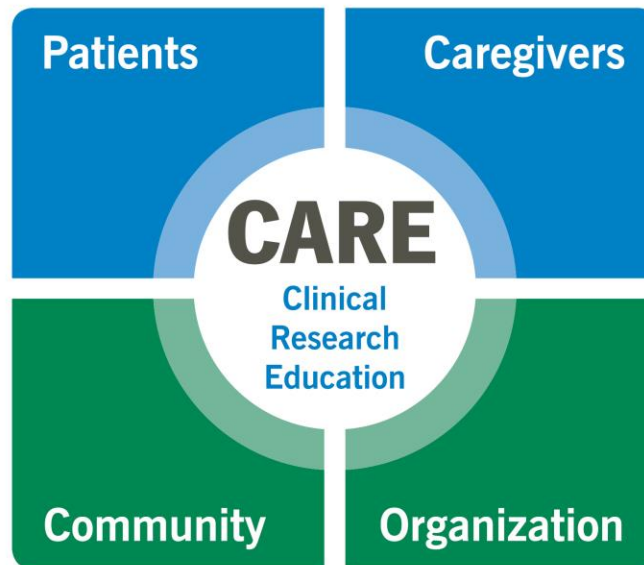 Patients
Caregivers
CARE
Clinical
Research
Education
Community
Organization